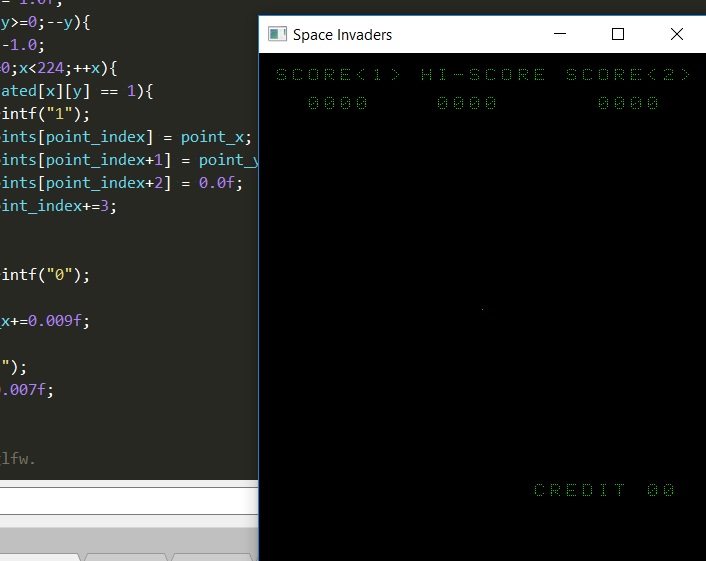 = 1.0f;
y>=0;--y){
-1.0;
0;x<224;++x){
ated[x][y] == 1){
intf("1");
ints[point_index] = point_x;
ints[point_index+1] = point_y
ints[point_index+2] = 0.0f;
int_index+=3;
intf("0");
_x+=0.009f;
");
.007f;
lfw.
Space Invaders
SCORE<1> HI-SCORE SCORE<2>
0000 0000 0000
CREDIT 00